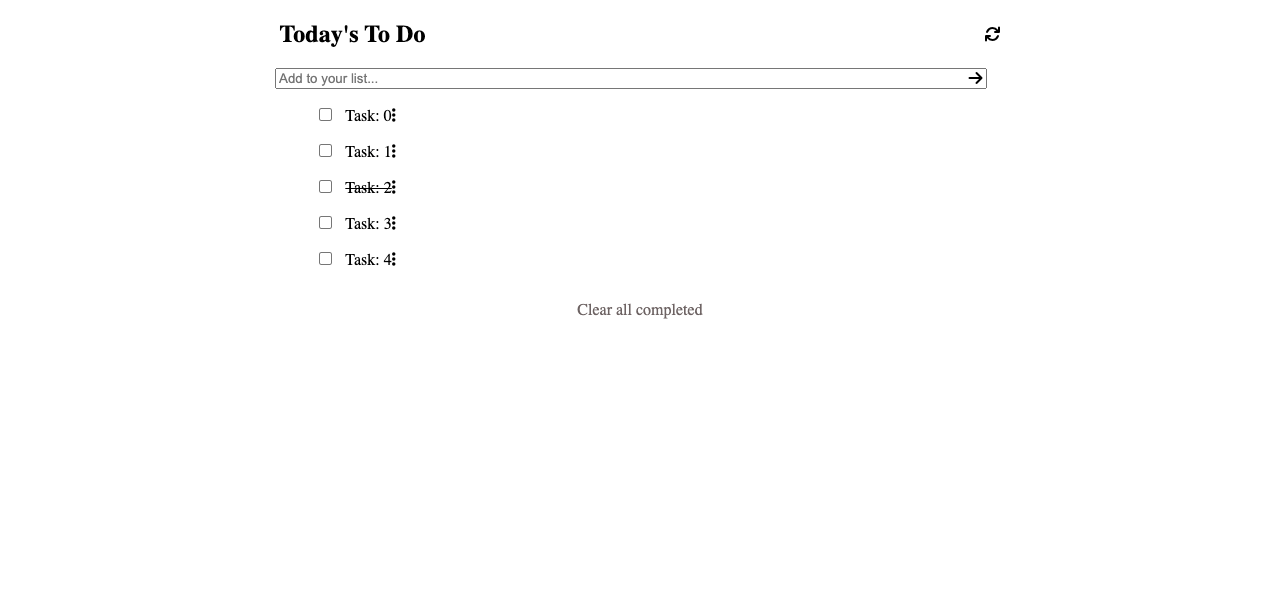 Today's To Do
Add to your list...
Task: 0
Task: 1
Task: 2
Task: 3
Task: 4
Clear all completed